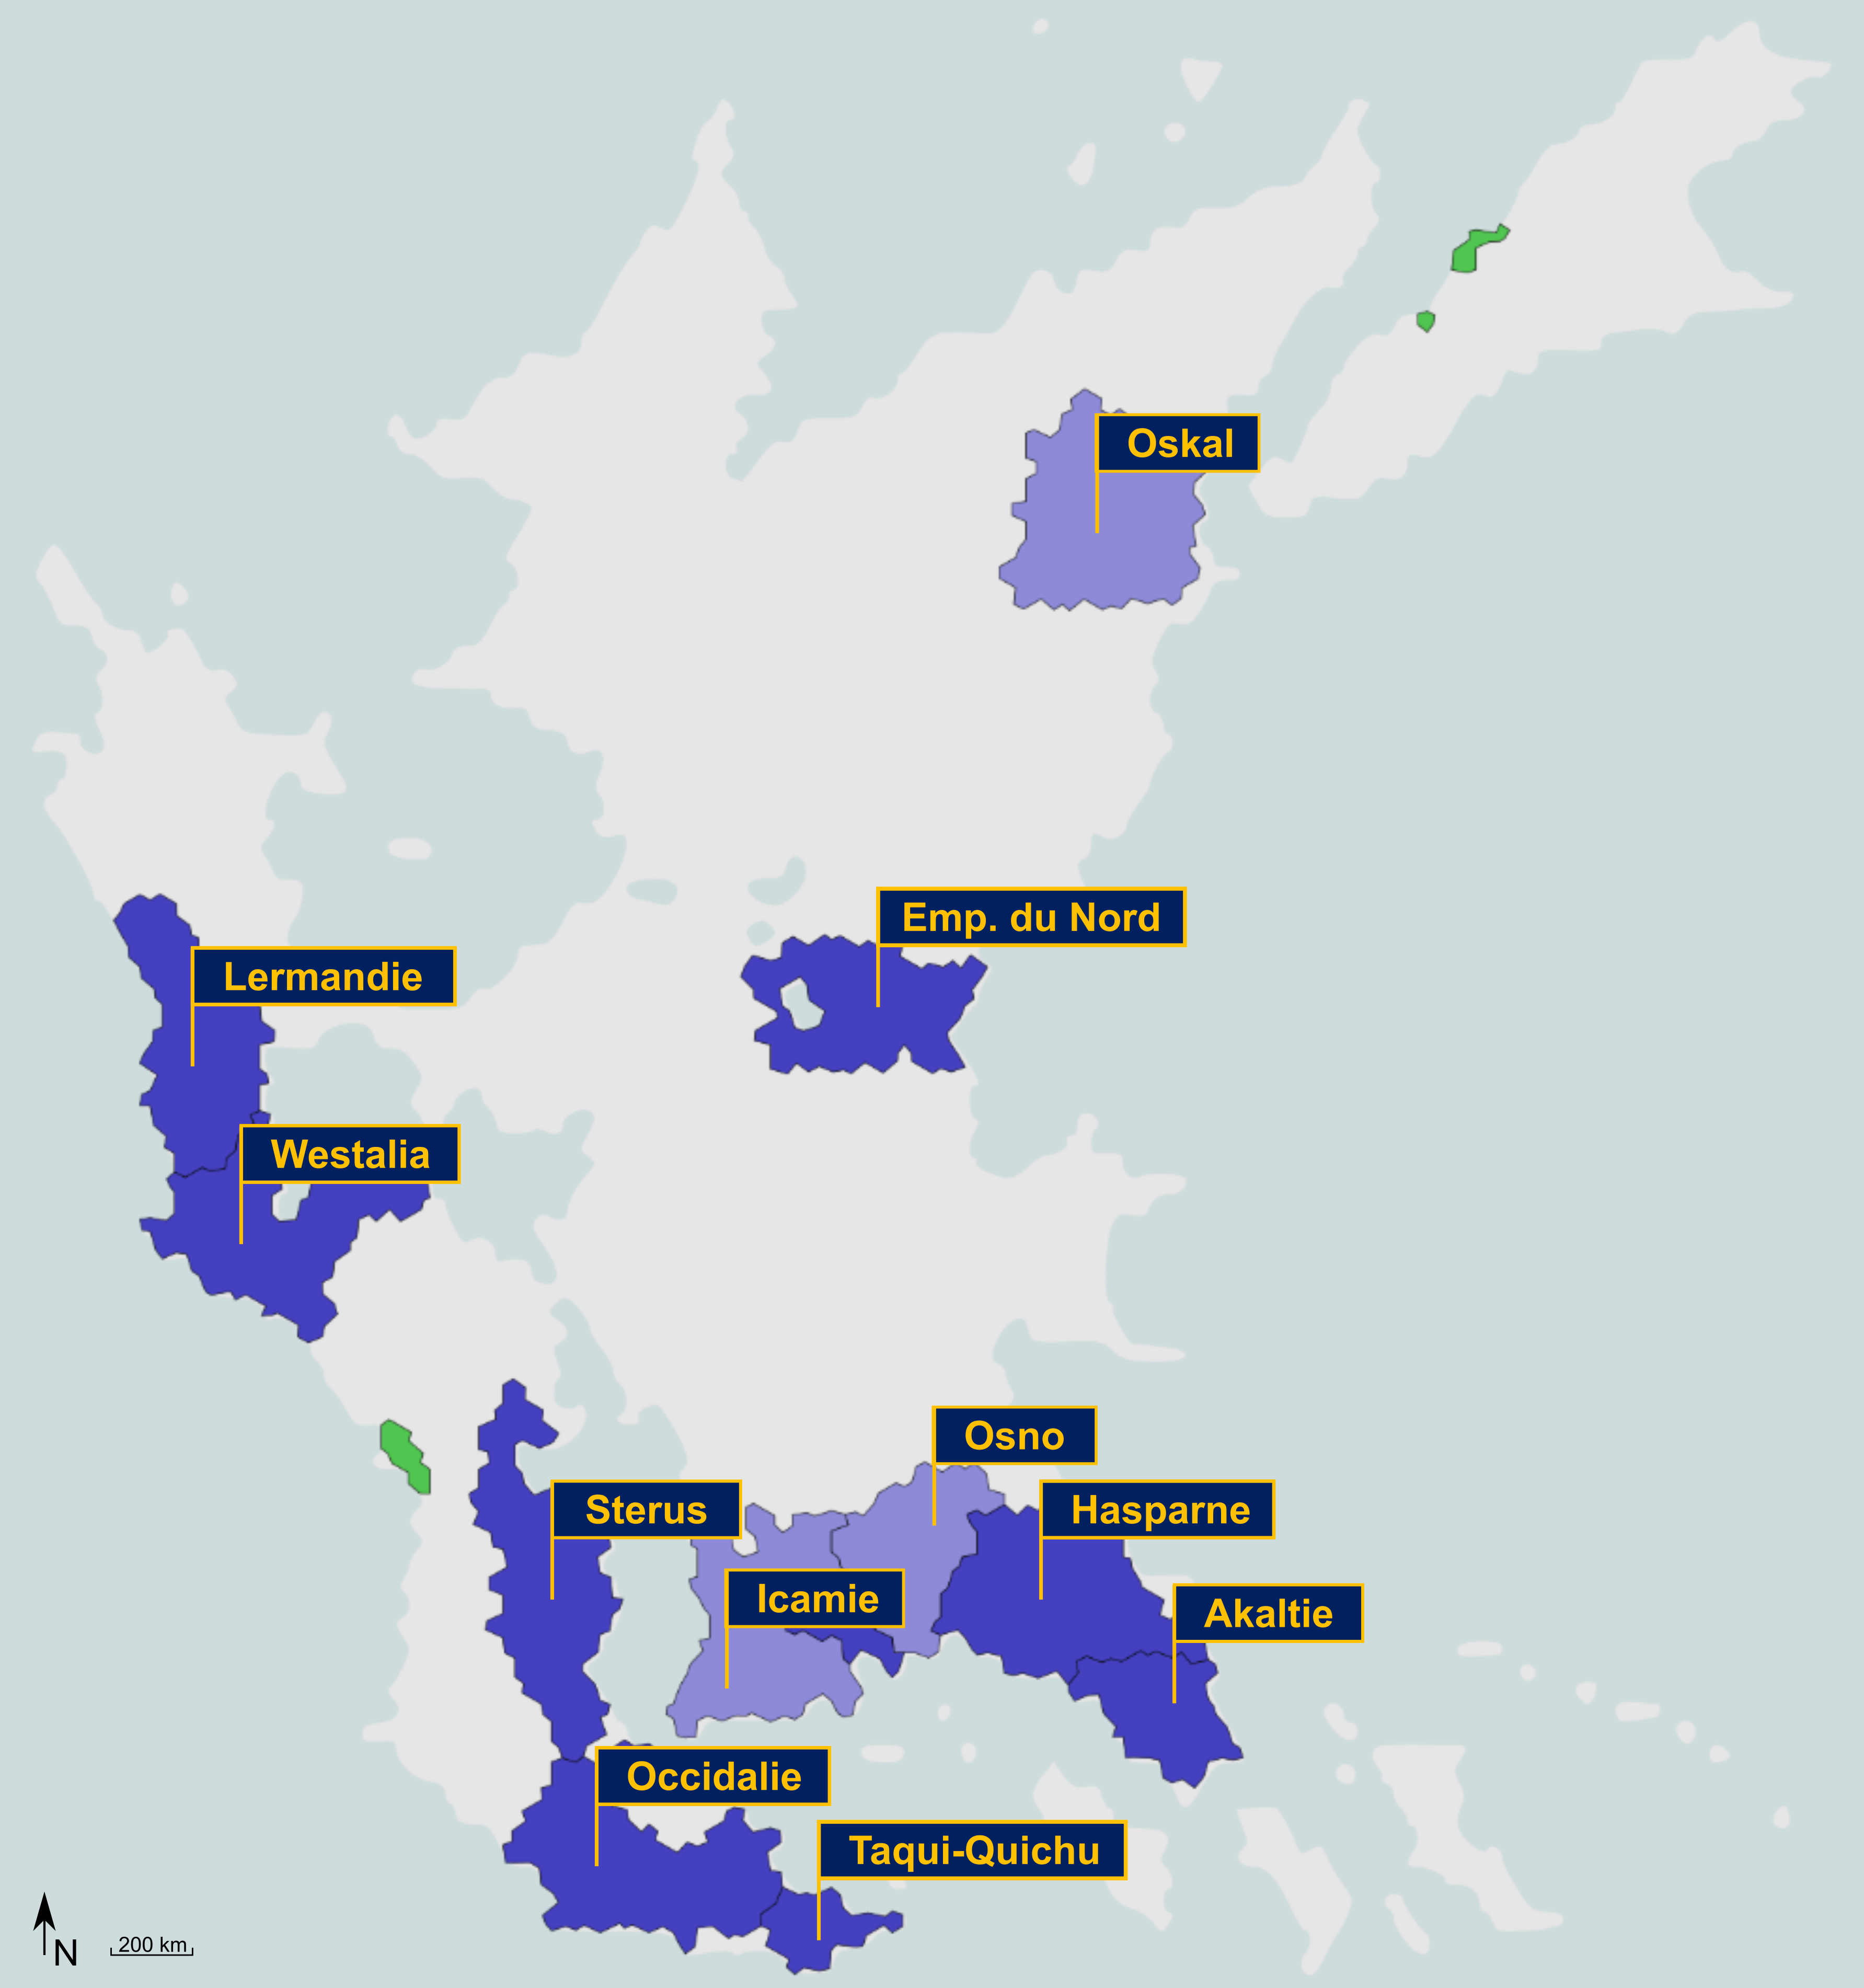 Oskal
Emp. du Nord
Lermandie
Westalia
Osno
Sterus
Hasparne
Icamie
Akaltie
Occidalie
Taqui-Quichu
N
200 km